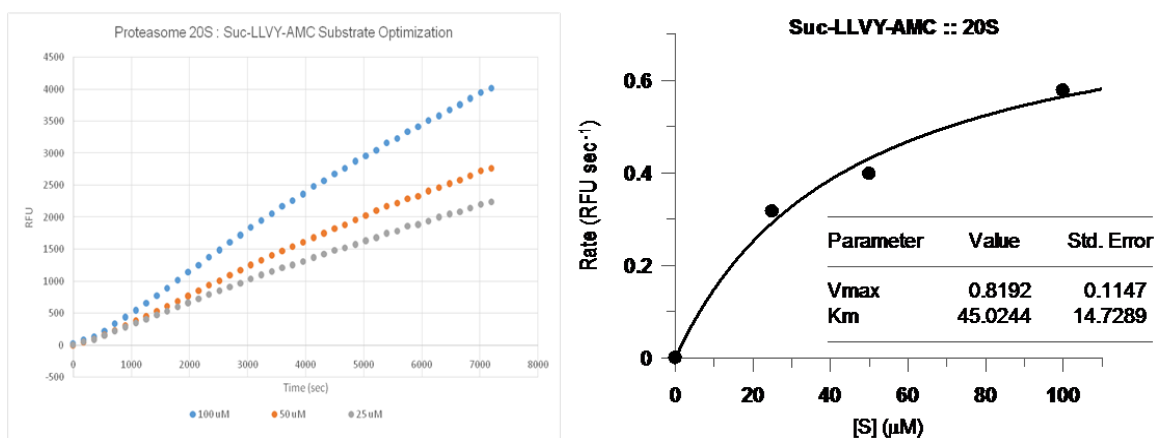 Proteasome 20S : Suc-LLVY-AMC Substrate Optimization
4500
4000
3500
3000
2500
2000
1500
1000
500
0
-500
RFU
0 1000 2000 3000 4000 5000 6000 7000 8000
Time (sec)
100 uM 50 uM 25 uM
Suc-LLVY-AMC :: 20S
0.6
0.4
0.2
0
Rate (RFU sec⁻¹)
Parameter Value Std. Error
Vmax 0.8192 0.1147
Km 45.0244 14.7289
0 20 40 60 80 100
[S] (μM)